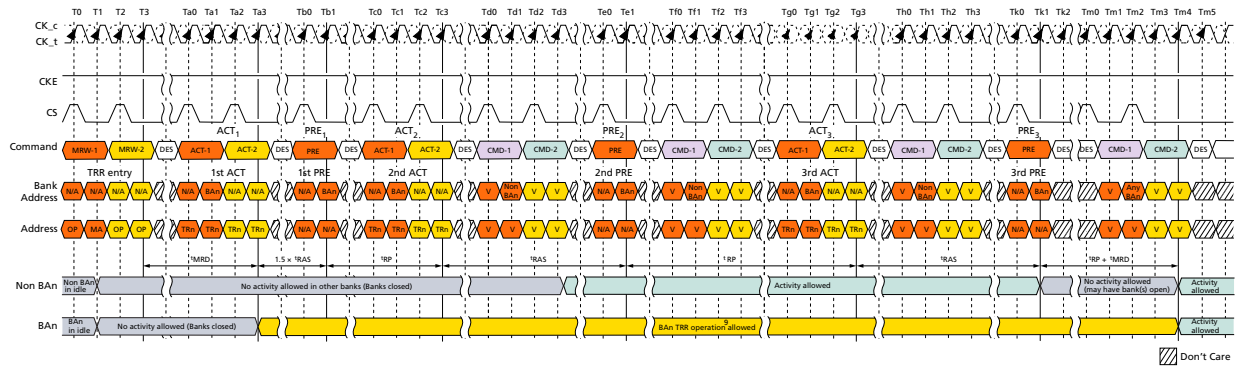 T0 T1 T2 T3 Ta0 Ta1 Ta2 Ta3 Tb0 Tb1 Tc0 Tc1 Tc2 Tc3 Td0 Td1 Td2 Td3 Te0 Te1 Tf0 Tf1 Tf2 Tf3 Tg0 Tg1 Tg2 Tg3 Th0 Th1 Th2 Th3 Tk0 Tk1 Tk2 Tm0 Tm1 Tm2 Tm3 Tm4 Tm5
CK_c
CK_t
CKE
CS
ACT1 PRE1 ACT2 PRE2 ACT3 PRE3
Command MRW-1 MRW-2 DES ACT-1 ACT-2 DES PRE DES ACT-1 ACT-2 DES CMD-1 CMD-2 DES PRE DES CMD-1 CMD-2 DES ACT-1 ACT-2 DES CMD-1 CMD-2 DES PRE DES CMD-1 CMD-2 DES
TRR entry 1st ACT 1st PRE 2nd ACT 2nd PRE 3rd ACT 3rd PRE
Bank Address N/A N/A N/A N/A N/A BAn N/A N/A N/A BAn N/A BAn N/A N/A V Non BAn V V N/A BAn V Non BAn V V N/A BAn N/A N/A V Non BAn V V N/A BAn V Any BAn V V
Address OP MA OP OP TRn TRn TRn TRn N/A N/A TRn TRn TRn TRn V V V V N/A N/A V V V V TRn TRn TRn TRn V V V V N/A N/A V V V V
tMRD 1.5 × tRAS tRP tRAS tRP tRAS tRP + tMRD
Non BAn Non BAn in idle No activity allowed in other banks (Banks closed) Activity allowed No activity allowed (may have bank(s) open) Activity allowed
BAn BAn in idle No activity allowed (Banks closed) BAn TRR operation allowed 9 Activity allowed
Don't Care